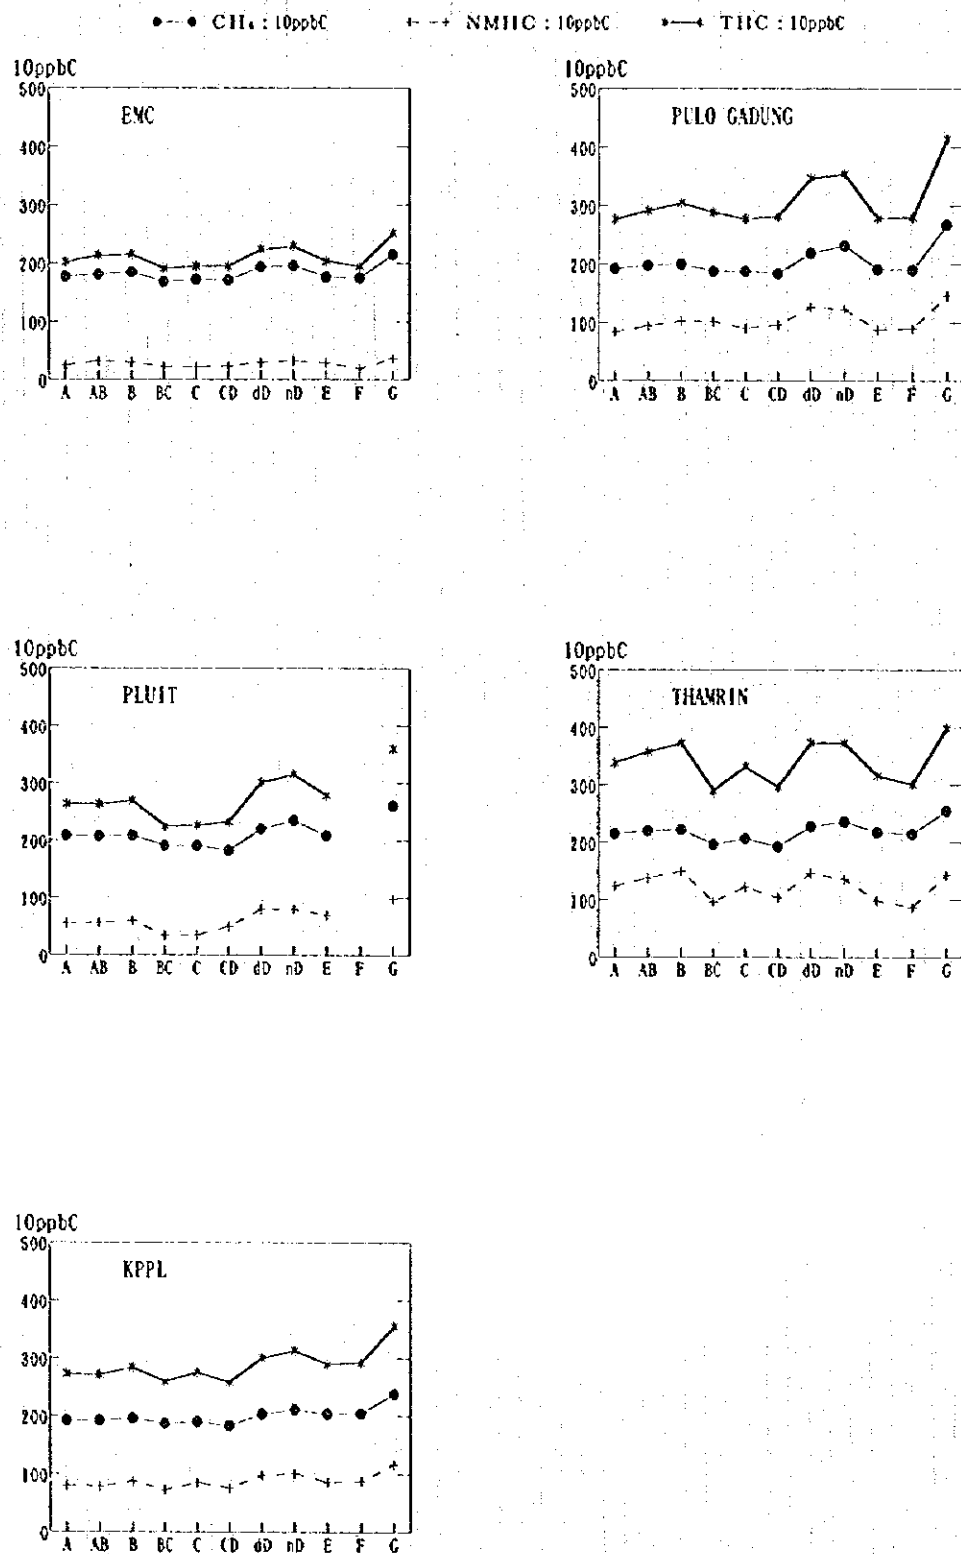 CH₄ : 10ppbC NMHC : 10ppbC THC : 10ppbC
10ppbC
500
EMC
400
300
200
100
0
A AB B BC C CD dD nD E F G
10ppbC
500
PULO GADUNG
400
300
200
100
0
A AB B BC C CD dD nD E F G
10ppbC
500
PLUIT
400
300
200
100
0
A AB B BC C CD dD nD E F G
10ppbC
500
THAMRIN
400
300
200
100
0
A AB B BC C CD dD nD E F G
10ppbC
500
KPPL
400
300
200
100
0
A AB B BC C CD dD nD E F G